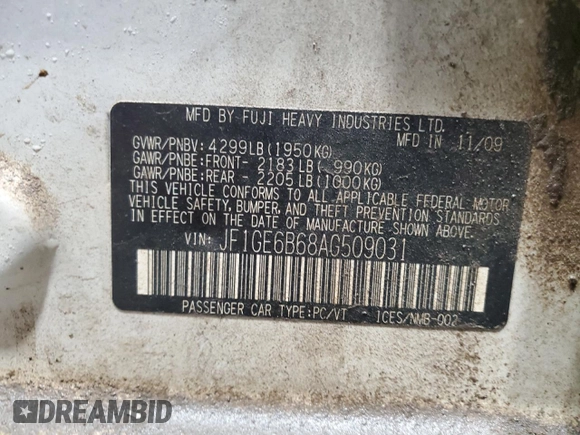 MFD BY FUJI HEAVY INDUSTRIES LTD.
GVWR/PNBV: 4299LB(1950KG) MFD IN 11/09
GAWR/PNBE:FRONT- 2183LB( 990KG)
GAWR/PNBE:REAR - 2205LB(1000KG)
THIS VEHICLE CONFORMS TO ALL APPLICABLE FEDERAL MOTOR
VEHICLE SAFETY, BUMPER, AND THEFT PREVENTION STANDARDS
IN EFFECT ON THE DATE OF MANUFACTURE SHOWN ABOVE.
VIN: JF1GE6B68AG509031
PASSENGER CAR TYPE:PC/VT ICES/NMB-002
DREAMBID